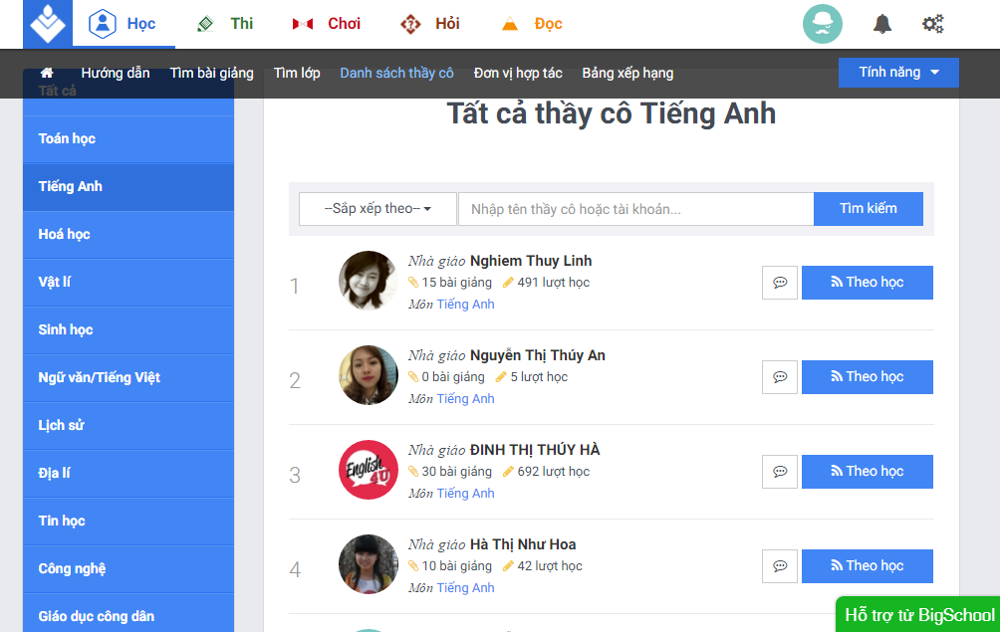 Học
Thi
Chơi
Hỏi
Đọc
Hướng dẫn
Tìm bài giảng
Tìm lớp
Danh sách thầy cô
Đơn vị hợp tác
Bảng xếp hạng
Tính năng
Tất cả
Toán học
Tiếng Anh
Hoá học
Vật lí
Sinh học
Ngữ văn/Tiếng Việt
Lịch sử
Địa lí
Tin học
Công nghệ
Giáo dục công dân
Tất cả thầy cô Tiếng Anh
--Sắp xếp theo--
Nhập tên thầy cô hoặc tài khoản...
Tìm kiếm
1
Nhà giáo Nghiem Thuy Linh
15 bài giảng 491 lượt học
Môn Tiếng Anh
Theo học
2
Nhà giáo Nguyễn Thị Thúy An
0 bài giảng 5 lượt học
Môn Tiếng Anh
Theo học
3
English 4U
Nhà giáo ĐINH THỊ THÚY HÀ
30 bài giảng 692 lượt học
Môn Tiếng Anh
Theo học
4
Nhà giáo Hà Thị Như Hoa
10 bài giảng 42 lượt học
Môn Tiếng Anh
Theo học
Hỗ trợ từ BigSchool